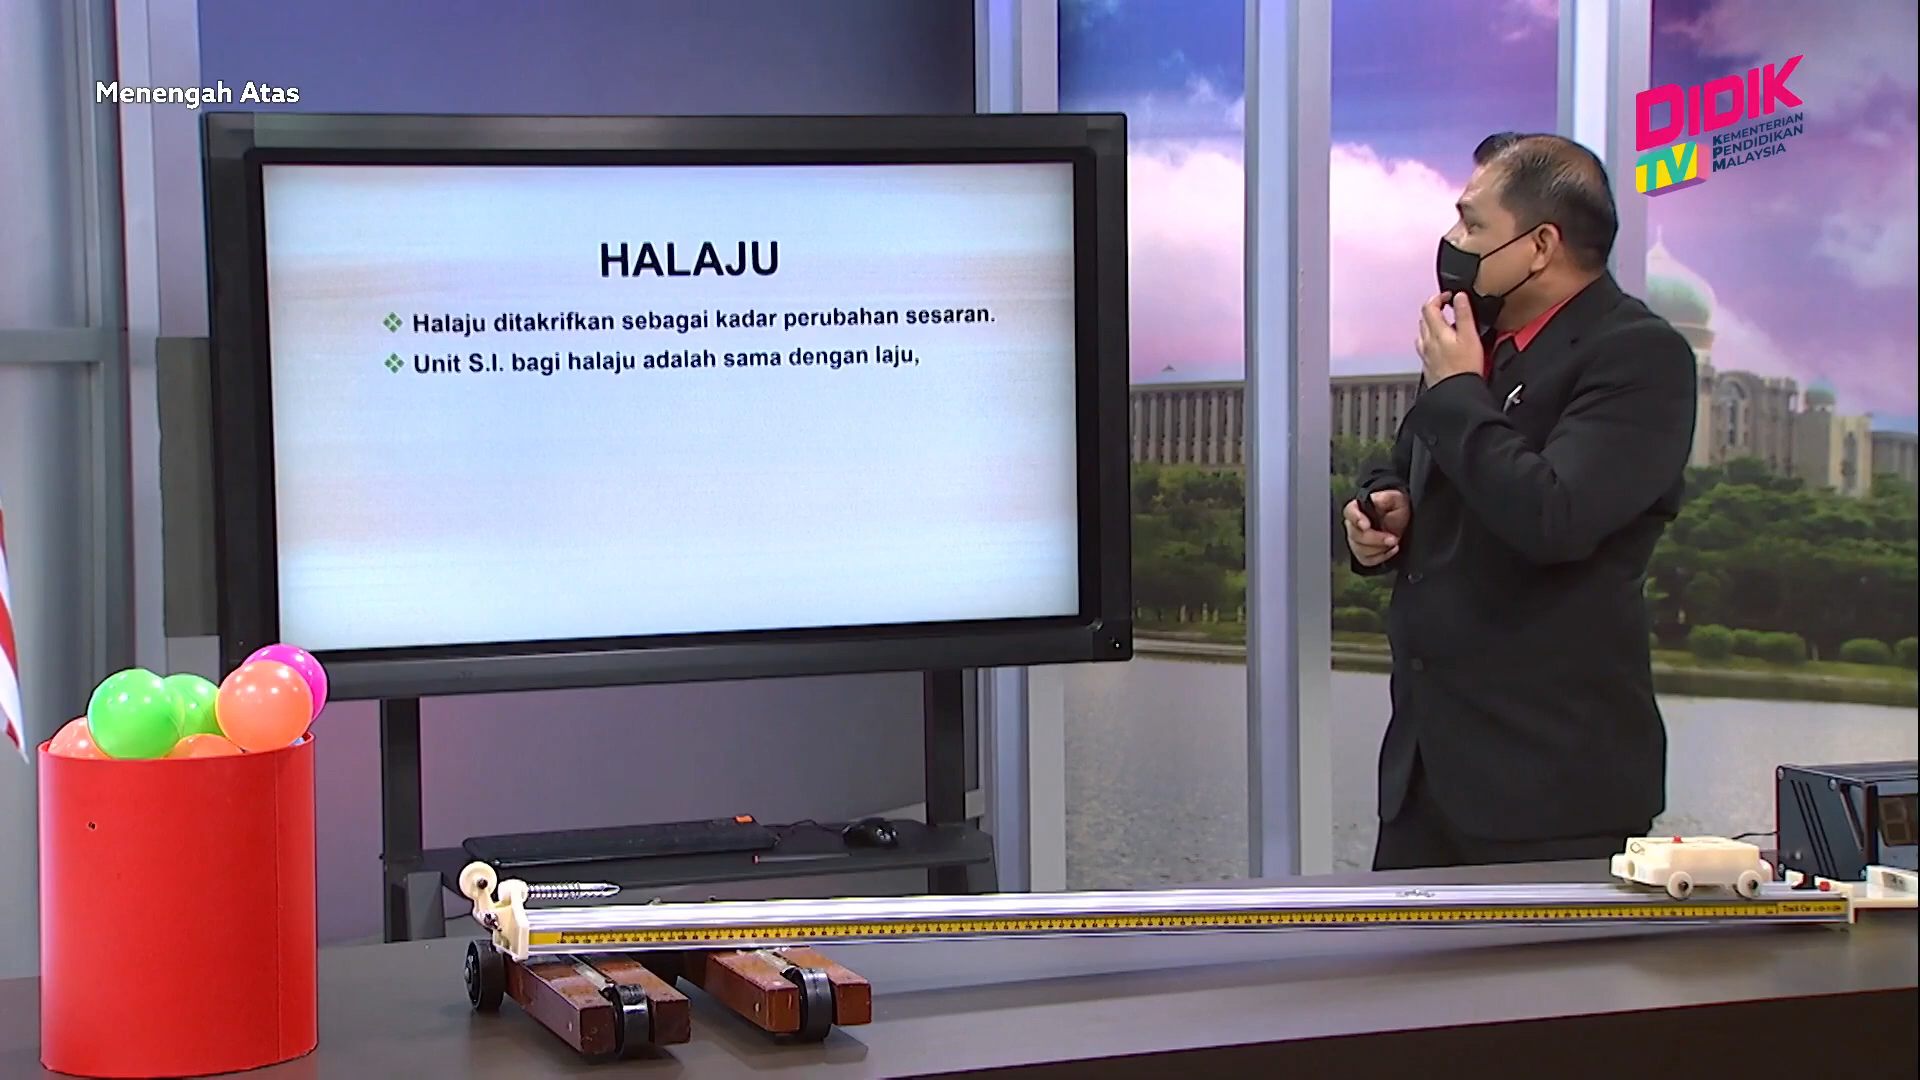 Menengah Atas
DIDIK
TV
KEMENTERIAN
PENDIDIKAN
MALAYSIA
HALAJU
Halaju ditakrifkan sebagai kadar perubahan sesaran.
Unit S.I. bagi halaju adalah sama dengan laju,